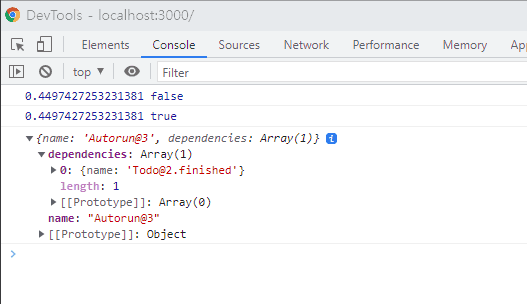 DevTools - localhost:3000/
Elements Console Sources Network Performance Memory Ap
top Filter
0.4497427253231381 false
0.4497427253231381 true
{name: 'Autorun@3', dependencies: Array(1)} i
dependencies: Array(1)
0: {name: 'Todo@2.finished'}
length: 1
[[Prototype]]: Array(0)
name: "Autorun@3"
[[Prototype]]: Object